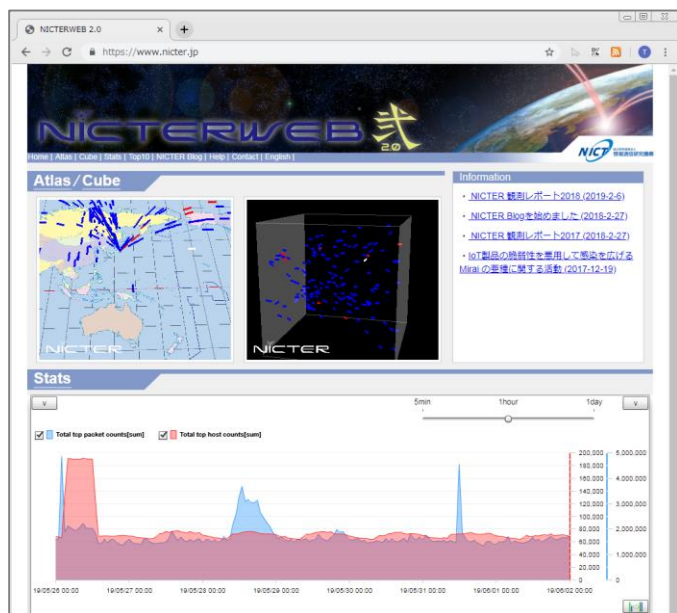 NICTERWEB 2.0
https://www.nicter.jp
NICTERWEB 弐 2.0
Home | Atlas | Cube | Stats | Top10 | NICTER Blog | Help | Contact | English |
NICT
Atlas/Cube
NICTER
NICTER
Information
・NICTER 観測レポート2018 (2019-2-6)
・NICTER Blogを始めました (2018-2-27)
・NICTER 観測レポート2017 (2018-2-27)
・IoT製品の脆弱性を悪用して感染を広げる
Mirai の亜種に関する活動 (2017-12-19)
Stats
5min 1hour 1day
Total tcp packet counts[sum] Total tcp host counts[sum]
200,000 5,000,000
180,000
160,000 4,000,000
140,000
120,000 3,000,000
100,000
80,000 2,000,000
60,000
40,000 1,000,000
20,000
0 0
19/05/26 00:00 19/05/27 00:00 19/05/28 00:00 19/05/29 00:00 19/05/30 00:00 19/05/31 00:00 19/06/01 00:00 19/06/02 00:00